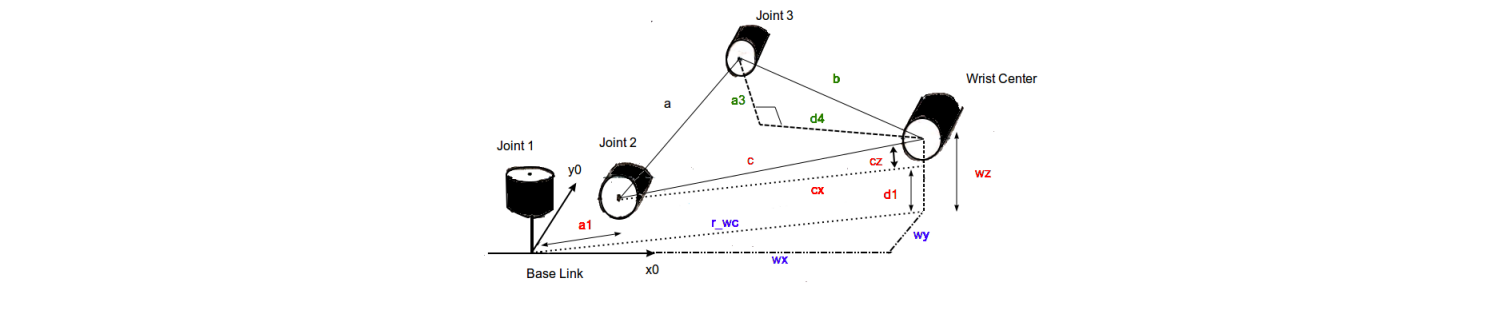 Joint 3
b
Wrist Center
a
a3
d4
Joint 2
Joint 1
c
cz
y0
wz
cx
d1
a1
r_wc
wy
wx
x0
Base Link